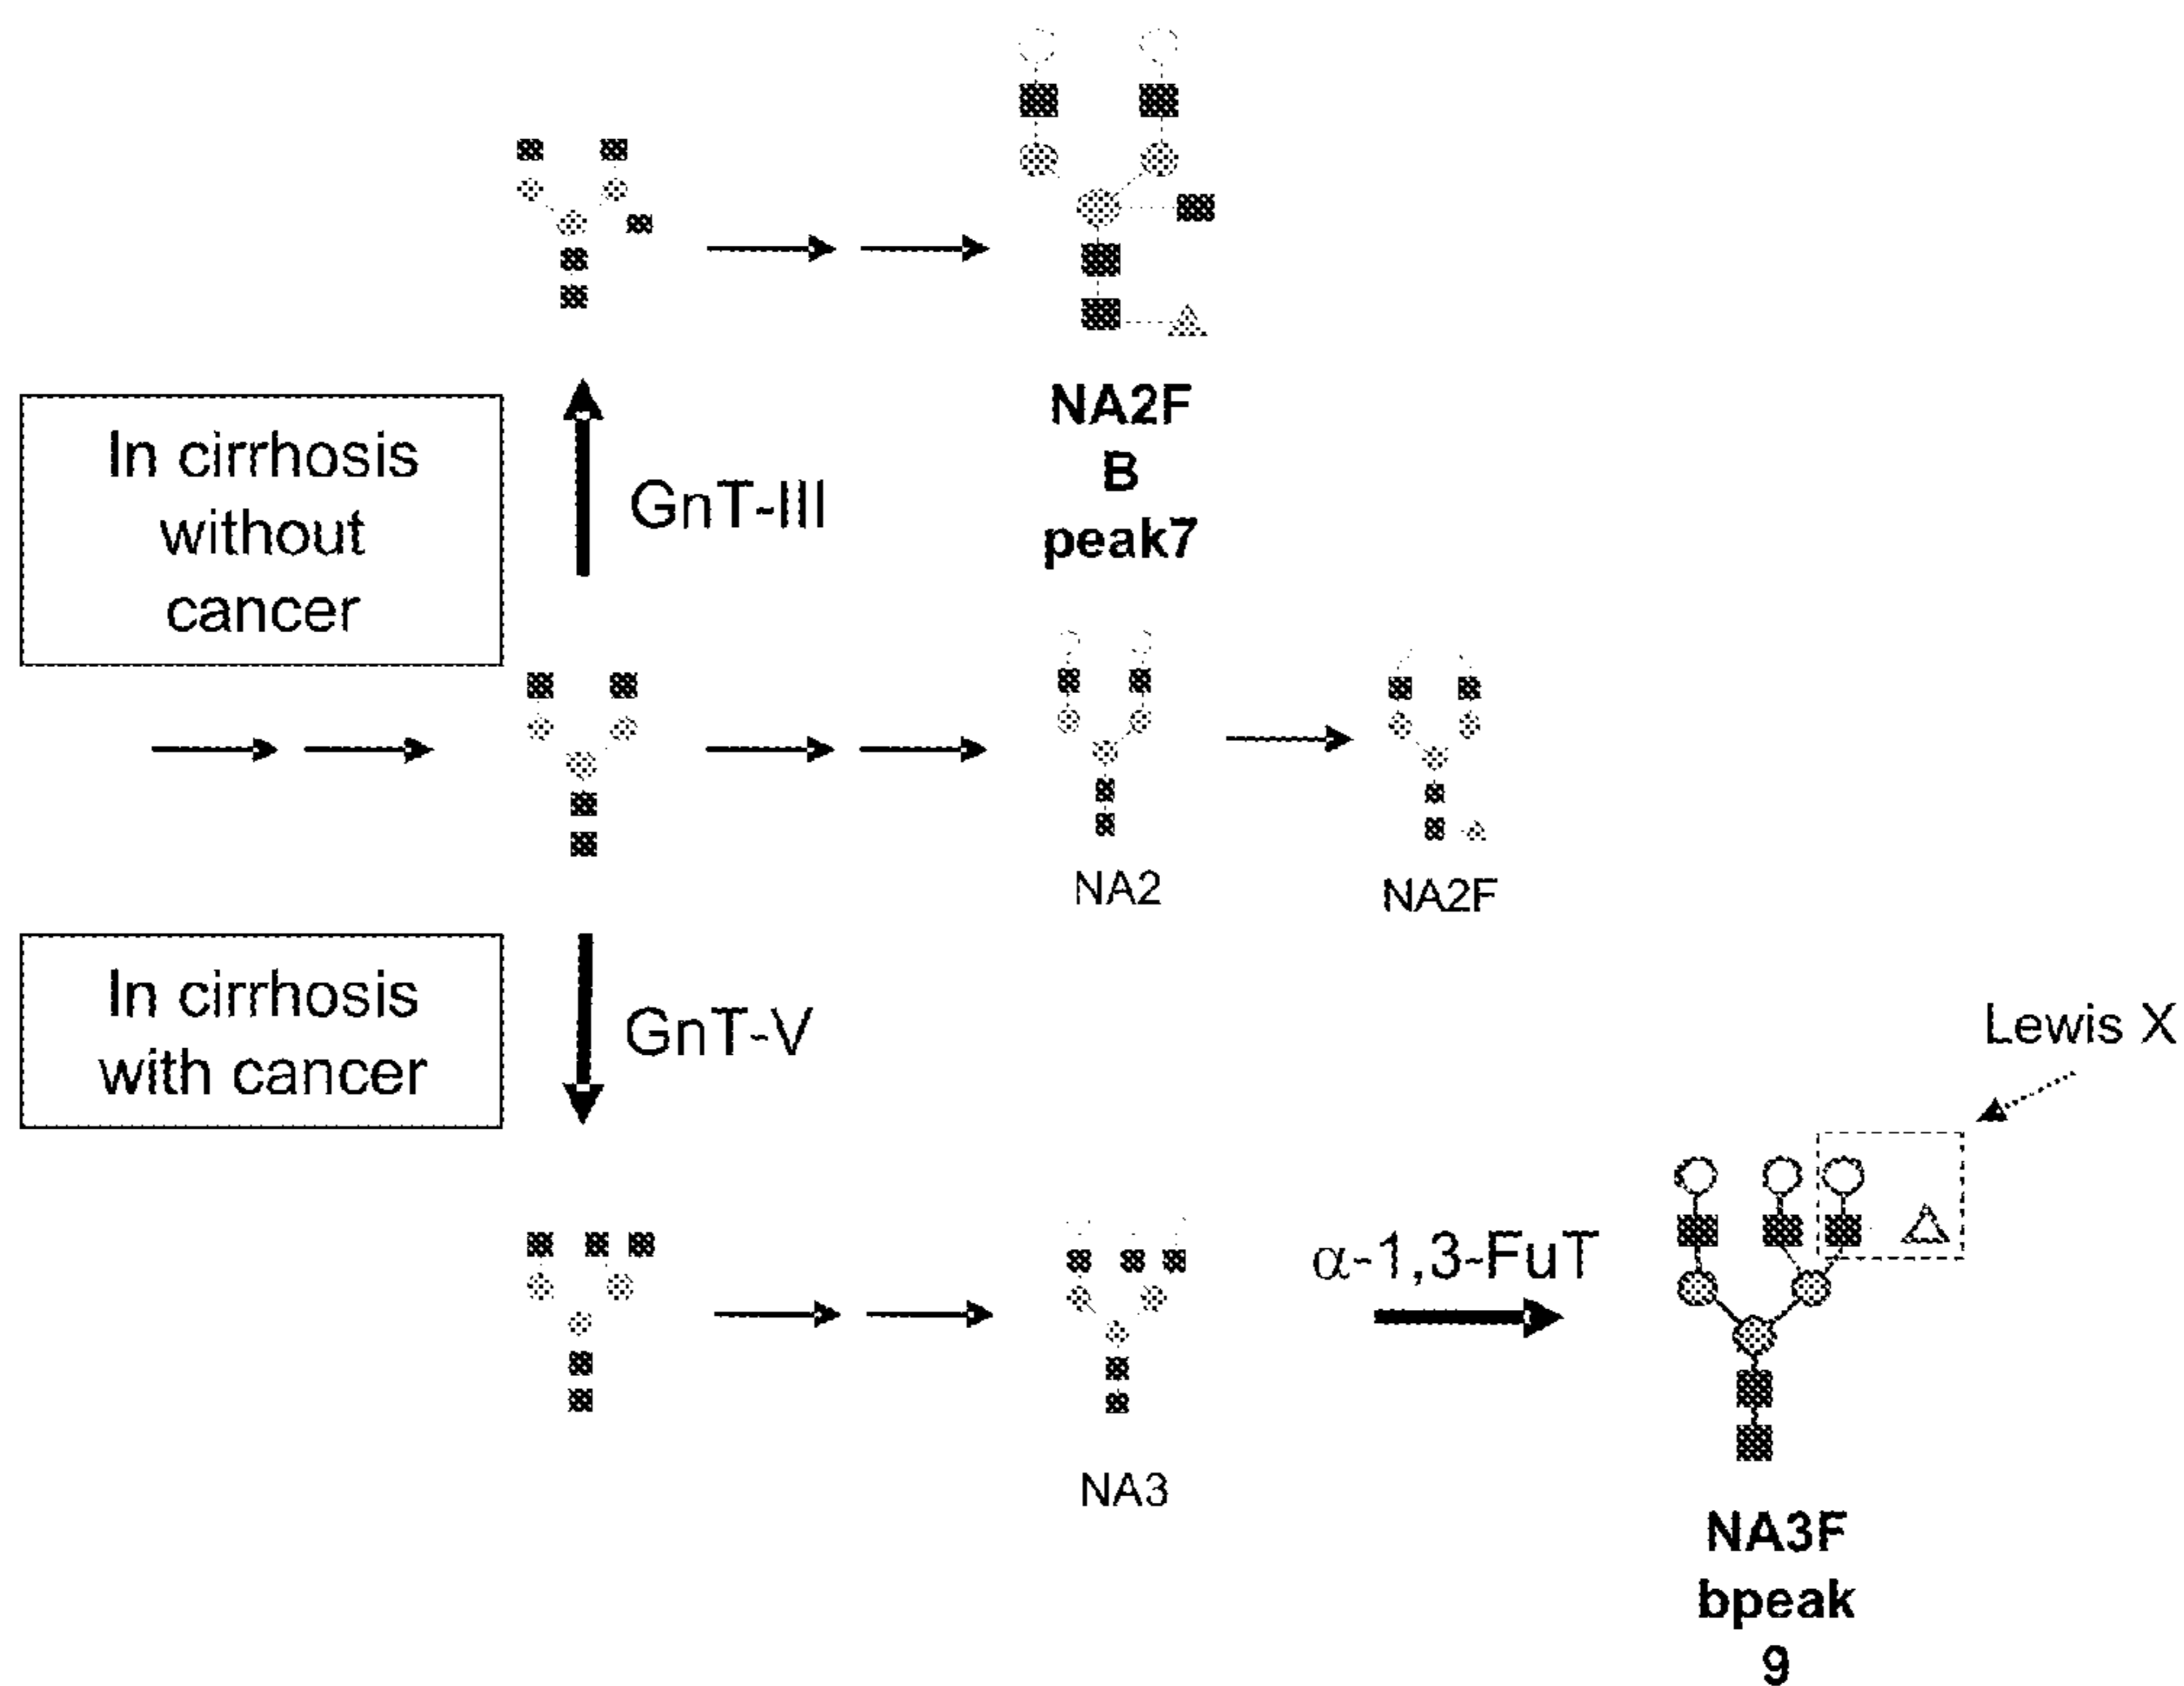 NA2F
B
peak7
In cirrhosis
without
cancer
GnT-III
NA2
NA2F
In cirrhosis
with cancer
GnT-V
Lewis X
α-1,3-FuT
NA3
NA3F
bpeak
9